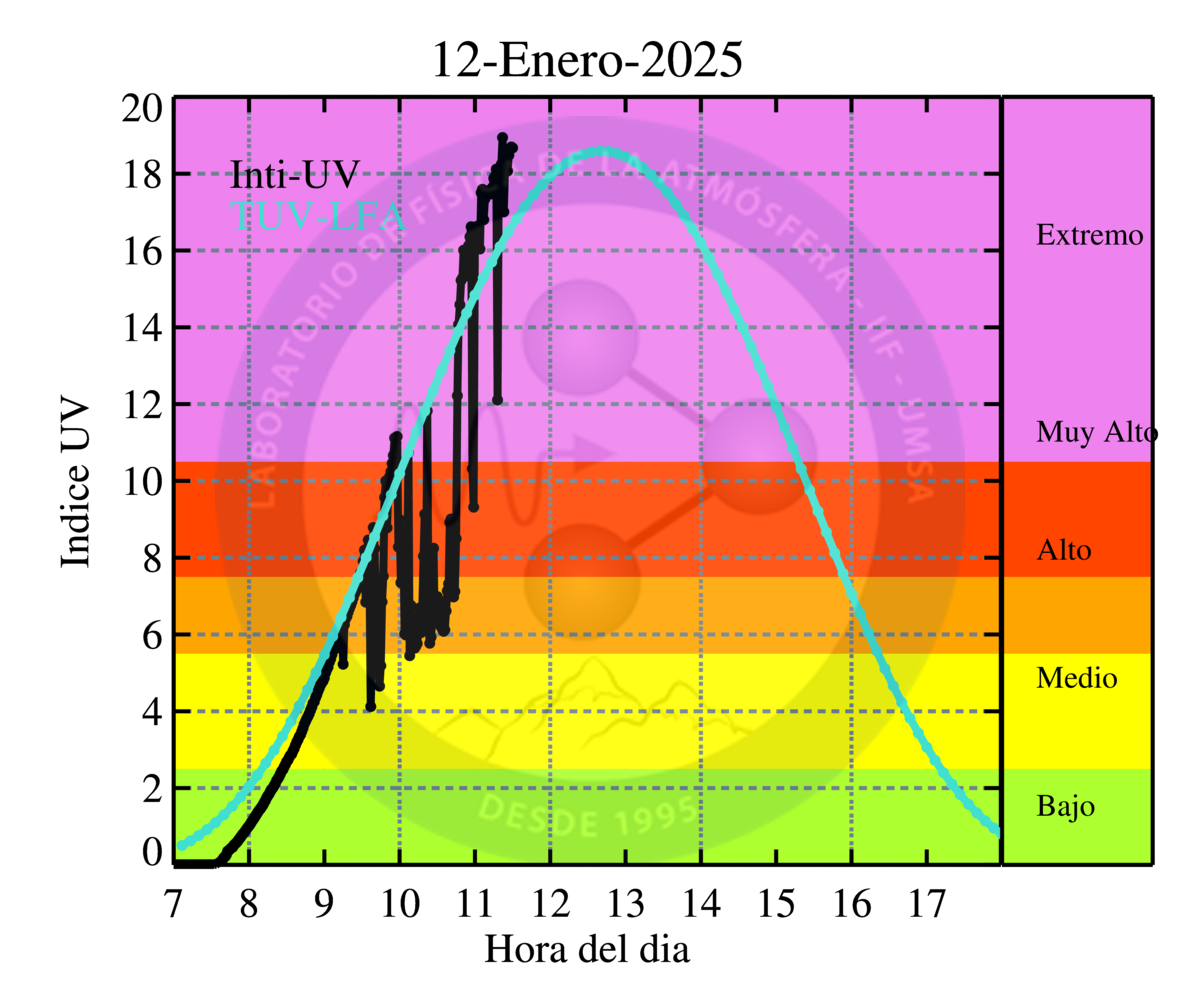 12-Enero-2025
Indice UV
20
18
16
14
12
10
8
6
4
2
0
Inti-UV
TUV-LFA
LABORATORIO DE FÍSICA DE LA ATMÓSFERA - IIF - UMSA
DESDE 1995
Extremo
Muy Alto
Alto
Medio
Bajo
7 8 9 10 11 12 13 14 15 16 17
Hora del dia